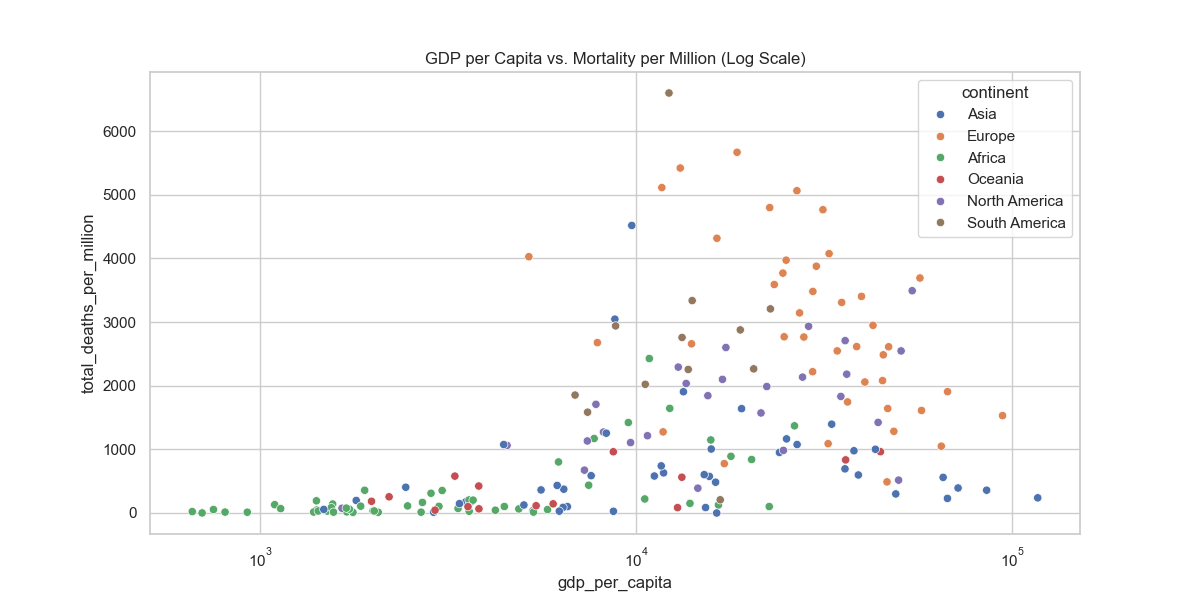 GDP per Capita vs. Mortality per Million (Log Scale)
continent
Asia
Europe
Africa
Oceania
North America
South America
total_deaths_per_million
6000
5000
4000
3000
2000
1000
0
10³
10⁴
10⁵
gdp_per_capita